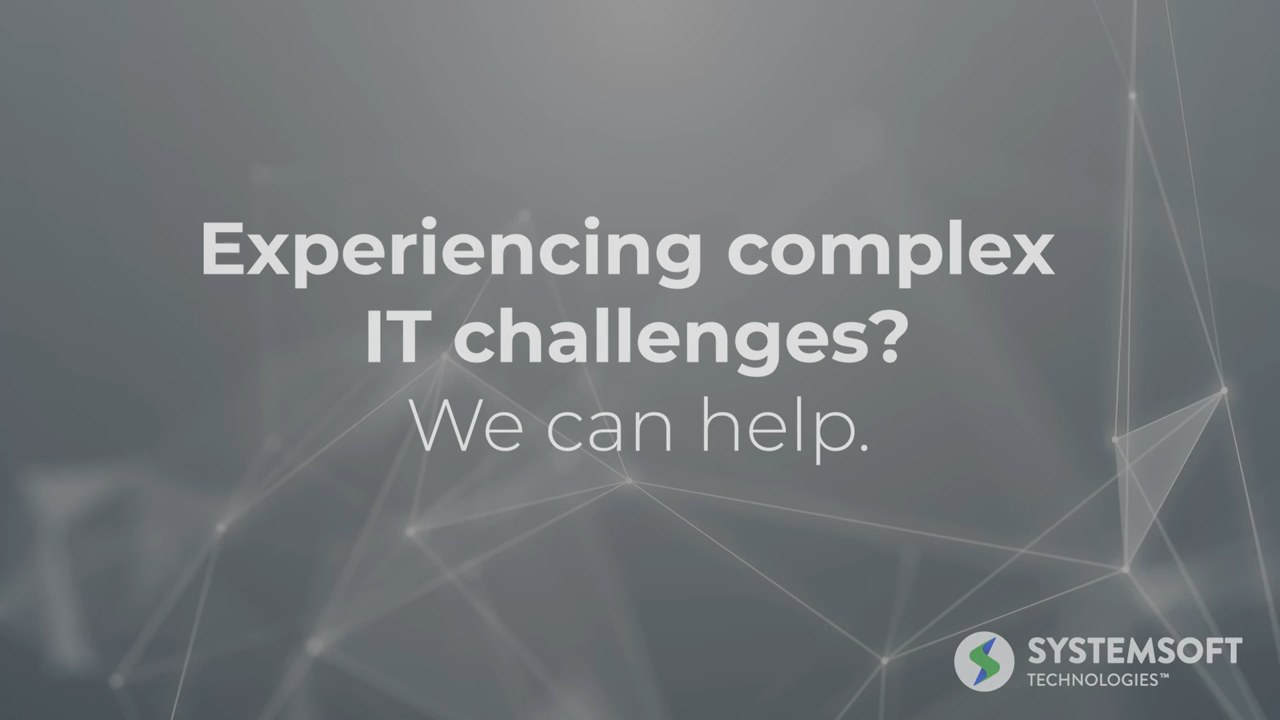 Experiencing complex
IT challenges?
We can help.
SYSTEMSOFT
TECHNOLOGIES™